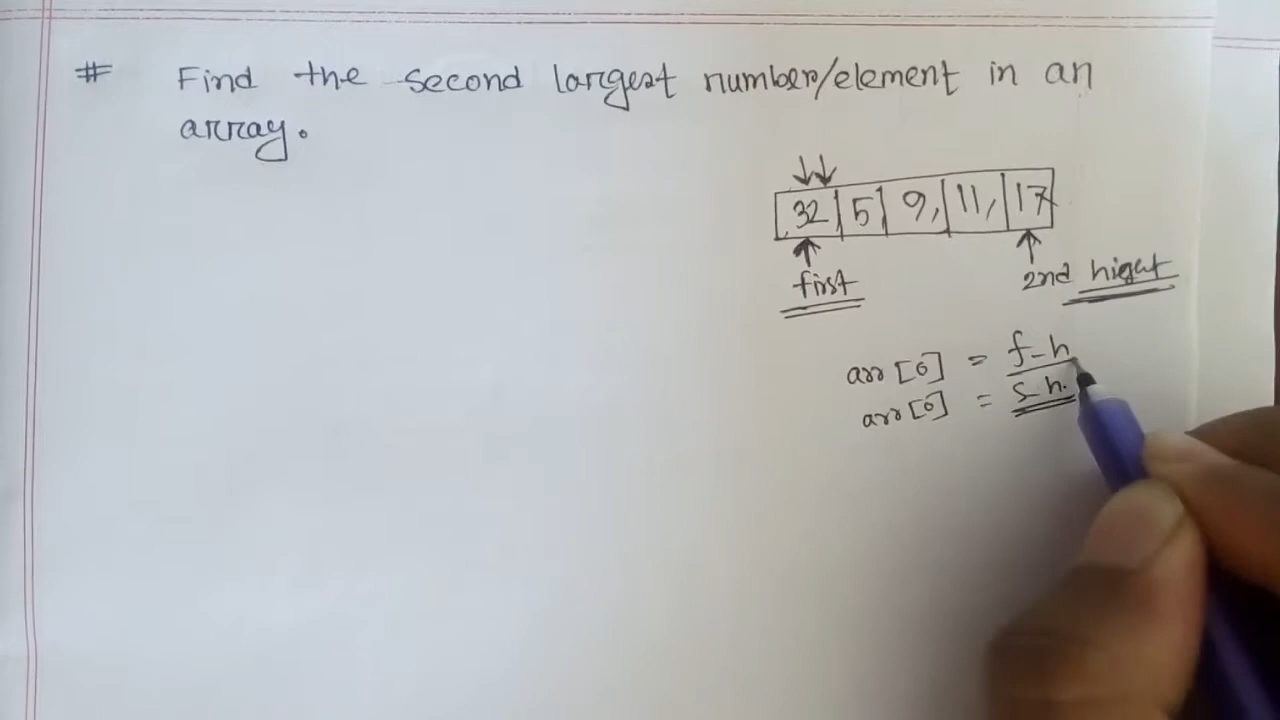 # Find the second largest number/element in an
array.
32 5 9, 11, 17
first 2nd highest
arr [0] = f-h
arr [0] = s-h.